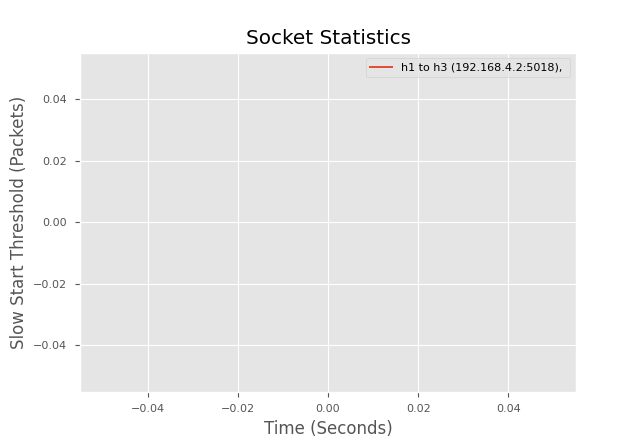 Socket Statistics
h1 to h3 (192.168.4.2:5018),
Slow Start Threshold (Packets)
0.04
0.02
0.00
−0.02
−0.04
−0.04
−0.02
0.00
0.02
0.04
Time (Seconds)